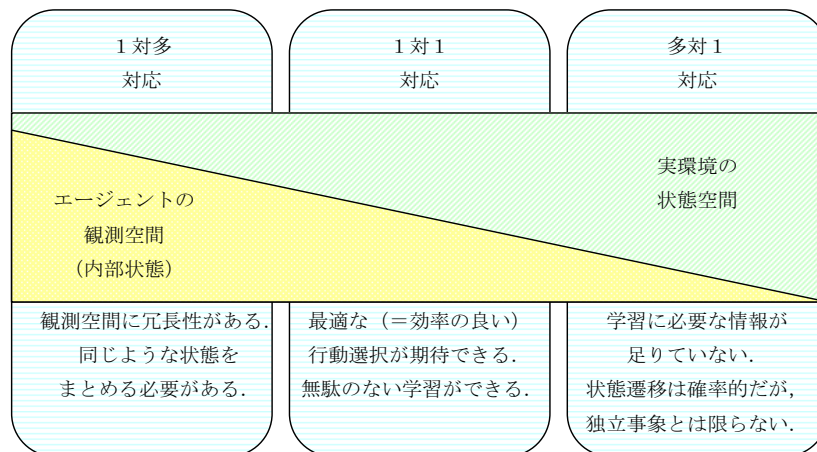 1対多
対応
1対1
対応
多対1
対応
実環境の
状態空間
エージェントの
観測空間
(内部状態)
観測空間に冗長性がある.
同じような状態を
まとめる必要がある.
最適な(=効率の良い)
行動選択が期待できる.
無駄のない学習ができる.
学習に必要な情報が
足りていない.
状態遷移は確率的だが,
独立事象とは限らない.